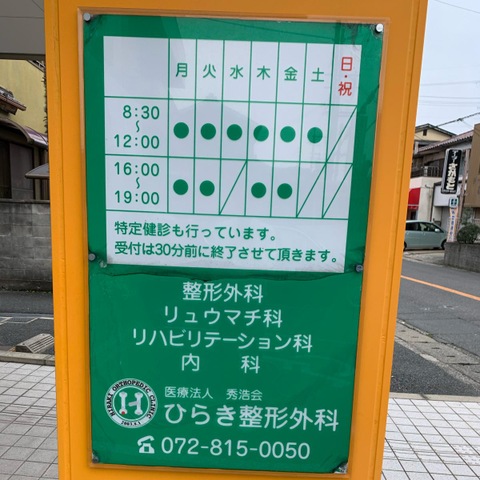 月 火 水 木 金 土 日・祝
8:30～12:00 ● ● ● ● ● ●
16:00～19:00 ● ● ● ●
特定健診も行っています。
受付は30分前に終了させて頂きます。
整形外科
リュウマチ科
リハビリテーション科
内 科
医療法人 秀浩会
ひらき整形外科
HIRAKI ORTHOPEDIC CLINIC
☎072-815-0050